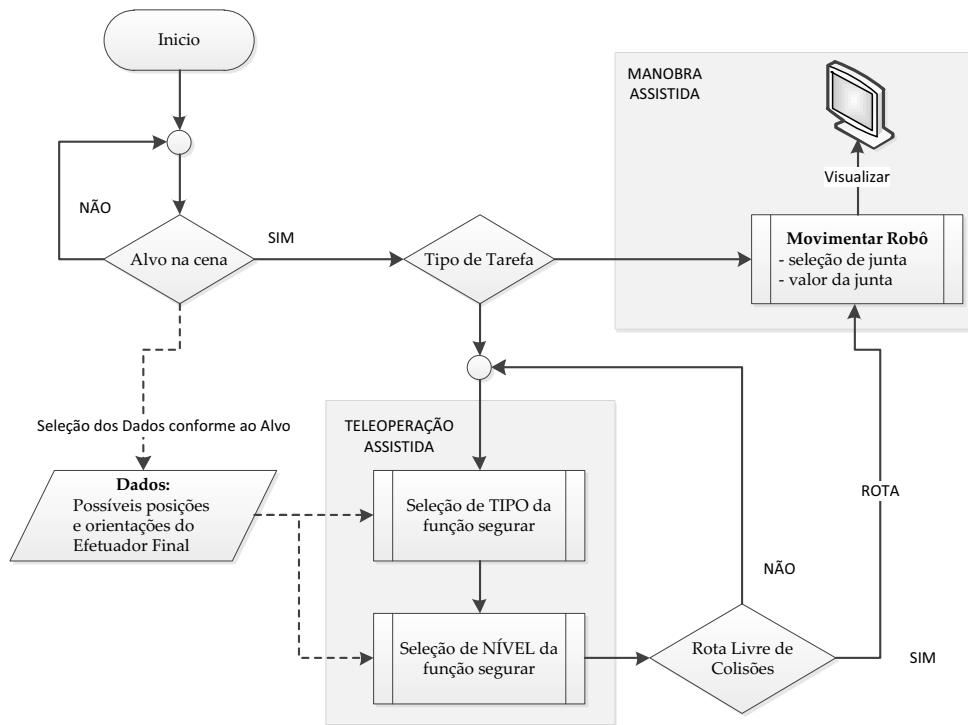 Inicio
MANOBRA
ASSISTIDA
Visualizar
NÃO
SIM
Alvo na cena
Tipo de Tarefa
Movimentar Robô
- seleção de junta
- valor da junta
Seleção dos Dados conforme ao Alvo
TELEOPERAÇÃO
ASSISTIDA
Dados:
Possíveis posições
e orientações do
Efetuador Final
Seleção de TIPO da
função segurar
ROTA
NÃO
Seleção de NÍVEL da
função segurar
Rota Livre de
Colisões
SIM